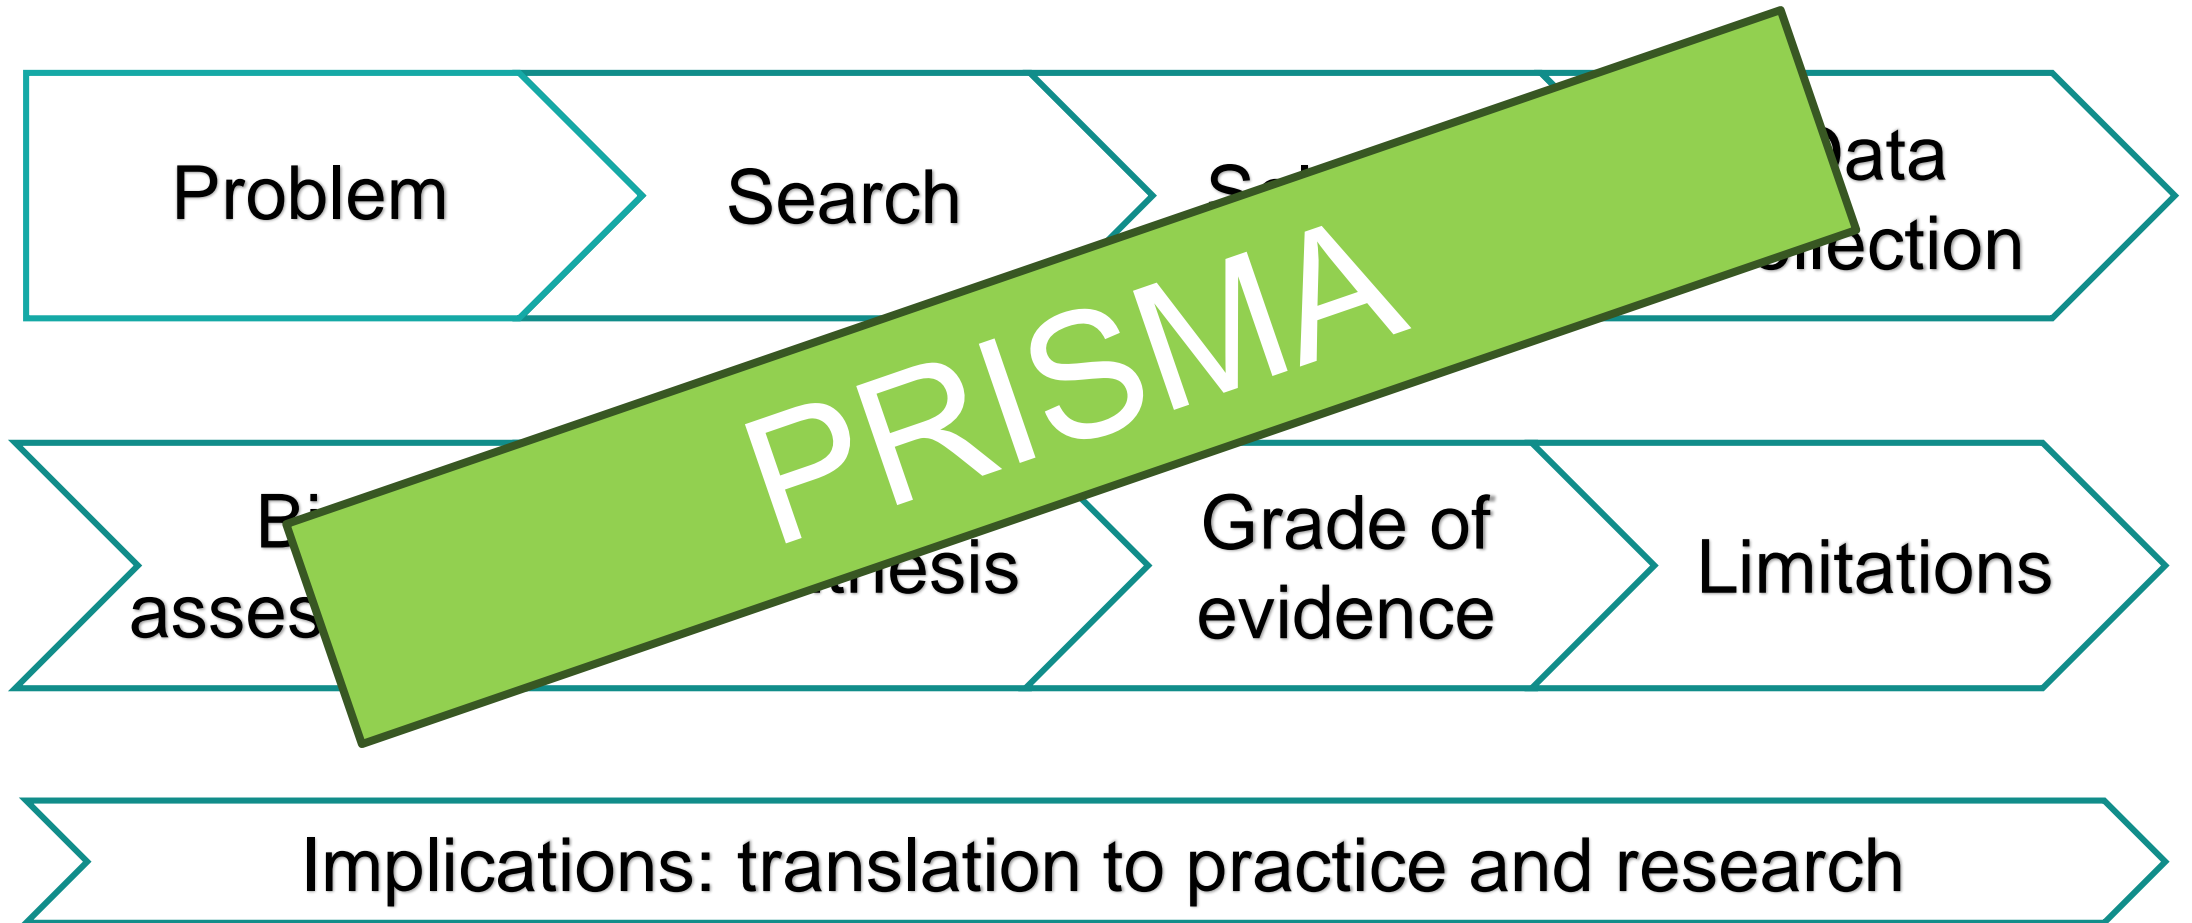 Problem
Search
Data
PRISMA
Grade of
evidence
Limitations
Implications: translation to practice and research